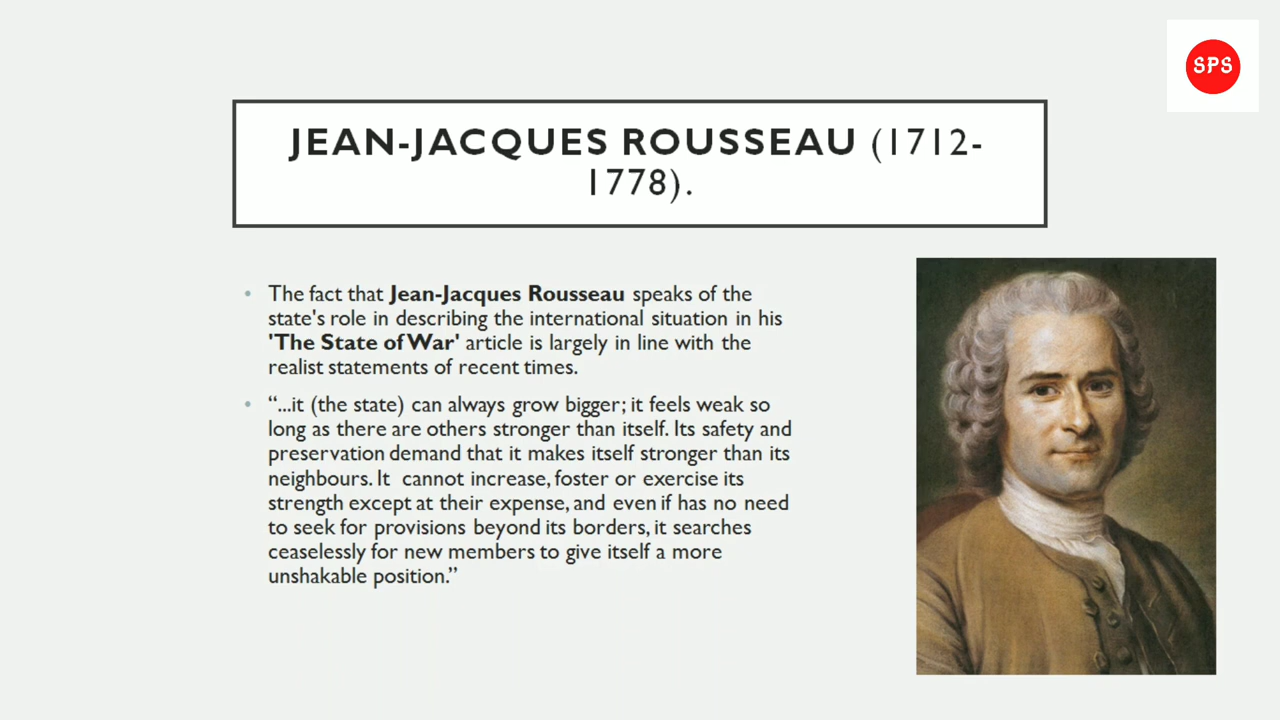 SPS
JEAN-JACQUES ROUSSEAU (1712-
1778).
• The fact that Jean-Jacques Rousseau speaks of the
state's role in describing the international situation in his
'The State of War' article is largely in line with the
realist statements of recent times.
• “...it (the state) can always grow bigger; it feels weak so
long as there are others stronger than itself. Its safety and
preservation demand that it makes itself stronger than its
neighbours. It cannot increase, foster or exercise its
strength except at their expense, and even if has no need
to seek for provisions beyond its borders, it searches
ceaselessly for new members to give itself a more
unshakable position.”